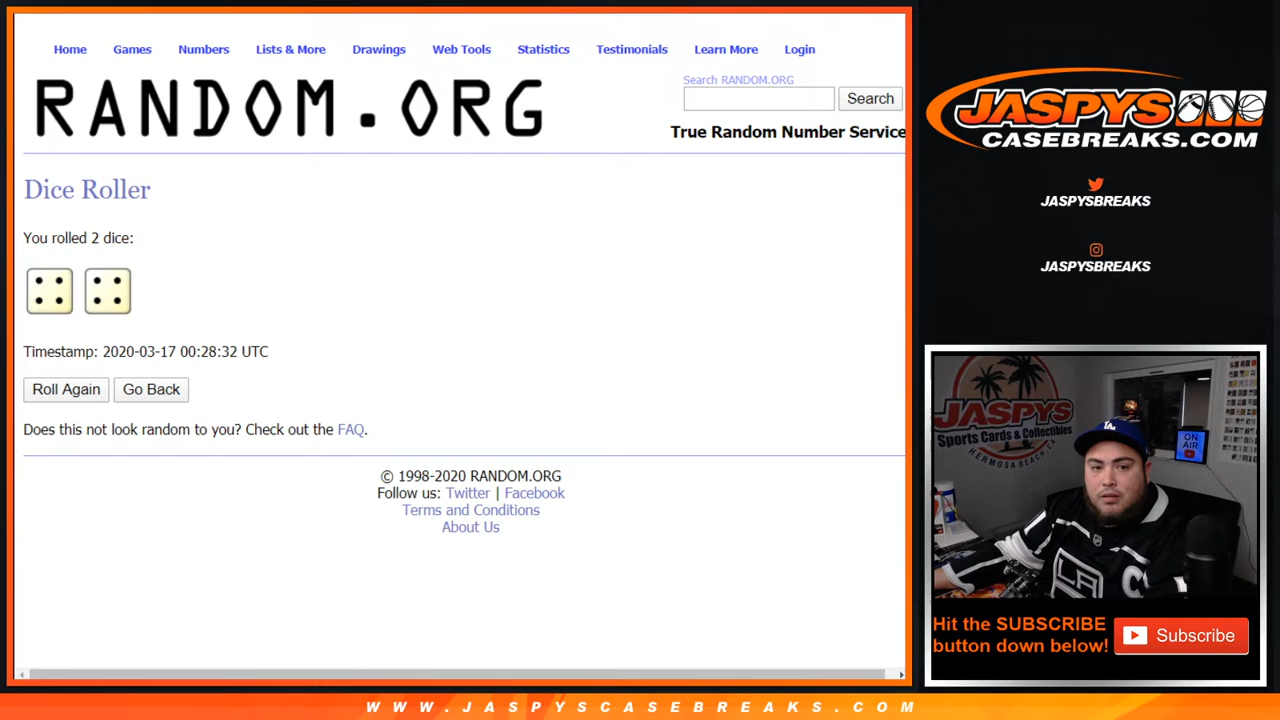 Home Games Numbers Lists & More Drawings Web Tools Statistics Testimonials Learn More Login
RANDOM.ORG
Search RANDOM.ORG
Search
True Random Number Service
Dice Roller
You rolled 2 dice:
Timestamp: 2020-03-17 00:28:32 UTC
Roll Again Go Back
Does this not look random to you? Check out the FAQ.
© 1998-2020 RANDOM.ORG
Follow us: Twitter | Facebook
Terms and Conditions
About Us
JASPYS
CASEBREAKS.COM
JASPYSBREAKS
JASPYSBREAKS
JASPYS
Sports Cards & Collectibles
HERMOSA BEACH, CA
ON
AIR
LA
LA
C
Hit the SUBSCRIBE
button down below!
Subscribe
WWW.JASPYSCASEBREAKS.COM